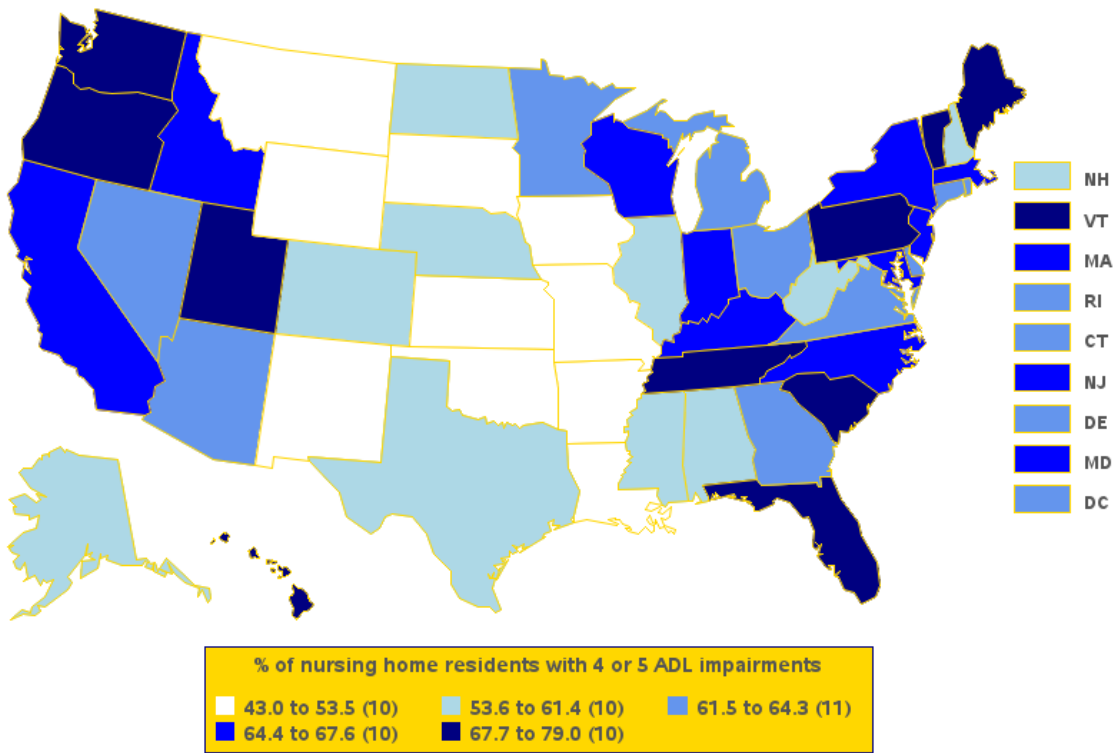 NH
VT
MA
RI
CT
NJ
DE
MD
DC
% of nursing home residents with 4 or 5 ADL impairments
43.0 to 53.5 (10) 53.6 to 61.4 (10) 61.5 to 64.3 (11)
64.4 to 67.6 (10) 67.7 to 79.0 (10)